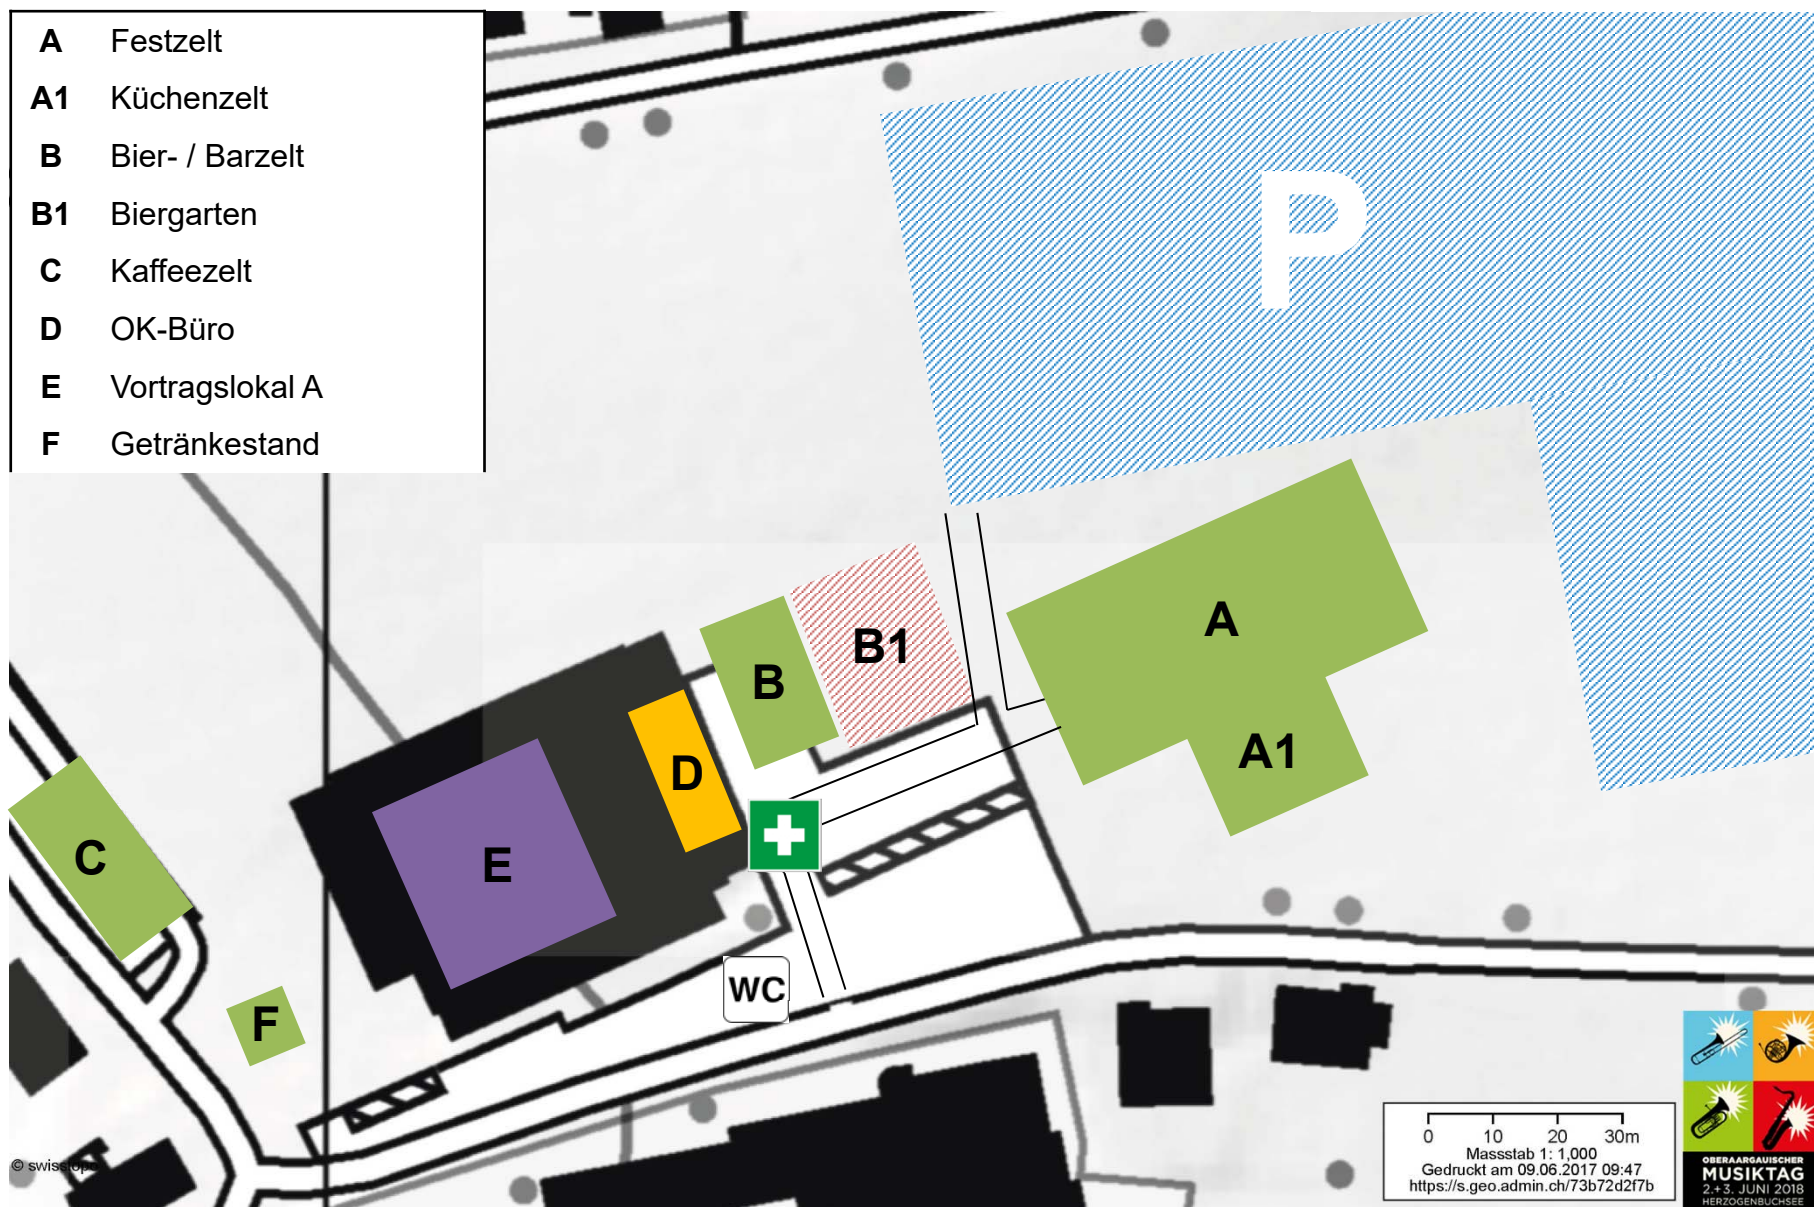 A Festzelt
A1 Küchenzelt
B Bier- / Barzelt
B1 Biergarten
C Kaffeezelt
D OK-Büro
E Vortragslokal A
F Getränkestand
P
A
B1
B
A1
D
C
E
WC
F
0 10 20 30m
Massstab 1: 1,000
Gedruckt am 09.06.2017 09:47
https://s.geo.admin.ch/73b72d2f7b
© swisstopo
OBERAARGAUISCHER
MUSIKTAG
2.+3. JUNI 2018
HERZOGENBUCHSEE